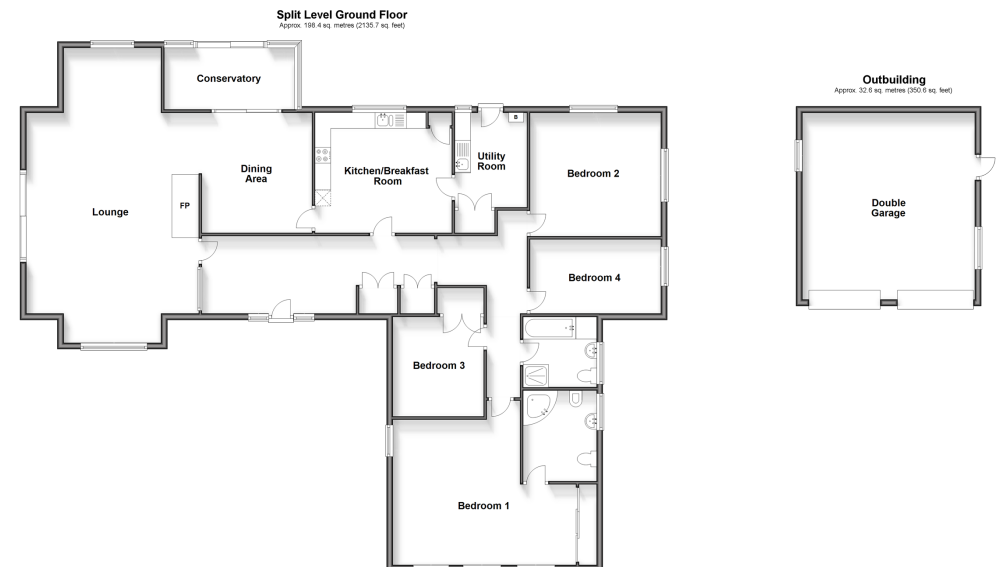 Split Level Ground Floor
Approx. 198.4 sq. metres (2135.7 sq. feet)
Conservatory
Outbuilding
Approx. 32.6 sq. metres (350.6 sq. feet)
Dining
Area
Kitchen/Breakfast
Room
B
Utility
Room
Bedroom 2
Lounge
FP
Double
Garage
Bedroom 4
Bedroom 3
Bedroom 1